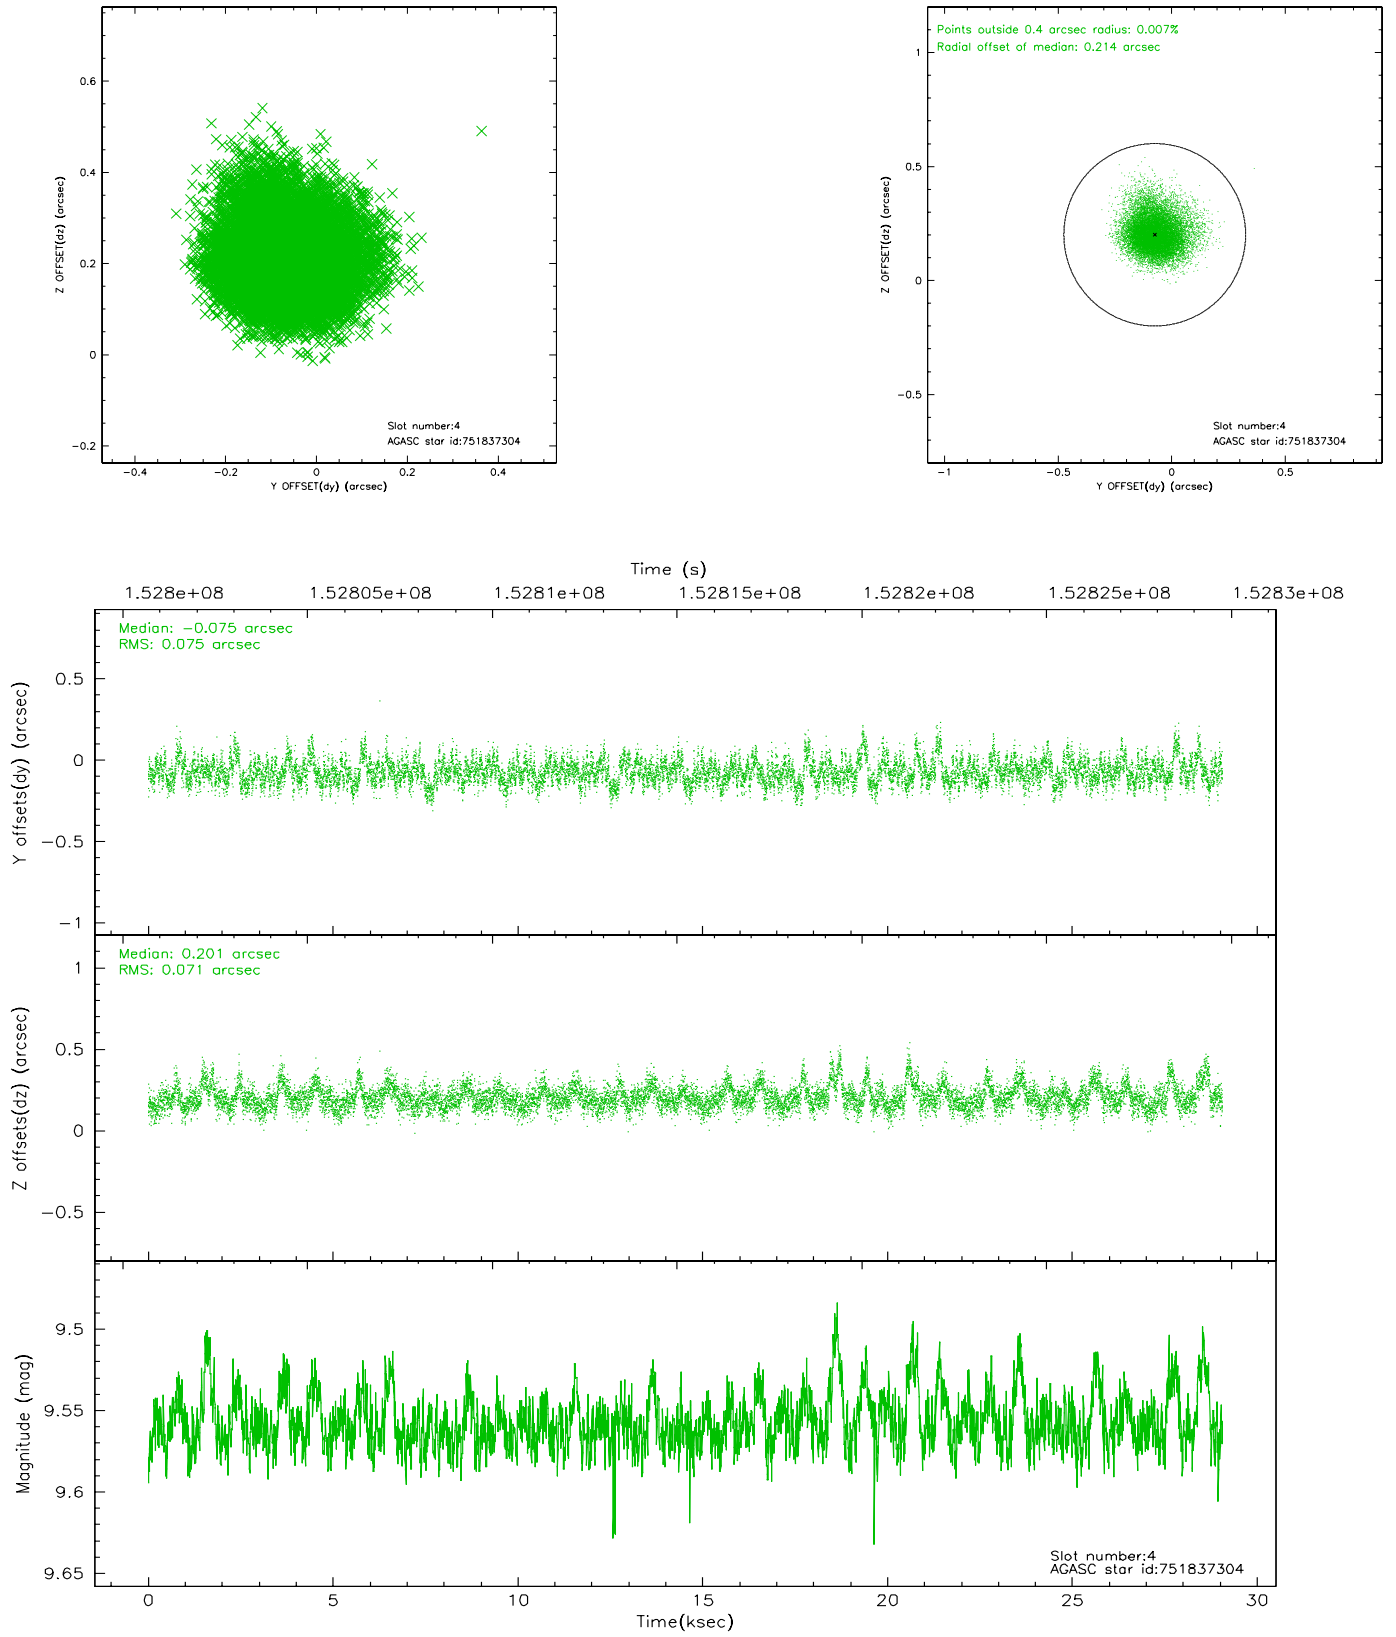 0.6
0.4
0.2
0
−0.2
Z OFFSET(dz) (arcsec)
Slot number:4
AGASC star id:751837304
−0.4 −0.2 0 0.2 0.4
Y OFFSET(dy) (arcsec)
Points outside 0.4 arcsec radius: 0.007%
Radial offset of median: 0.214 arcsec
1
0.5
0
−0.5
Z OFFSET(dz) (arcsec)
Slot number:4
AGASC star id:751837304
−1 −0.5 0 0.5
Y OFFSET(dy) (arcsec)
Time (s)
1.528e+08 1.52805e+08 1.5281e+08 1.52815e+08 1.5282e+08 1.52825e+08 1.5283e+08
Median: −0.075 arcsec
RMS: 0.075 arcsec
0.5
0
−0.5
−1
Y offsets(dy) (arcsec)
Median: 0.201 arcsec
RMS: 0.071 arcsec
1
0.5
0
−0.5
Z offsets(dz) (arcsec)
9.5
9.55
9.6
9.65
Magnitude (mag)
Slot number:4
AGASC star id:751837304
0 5 10 15 20 25 30
Time(ksec)